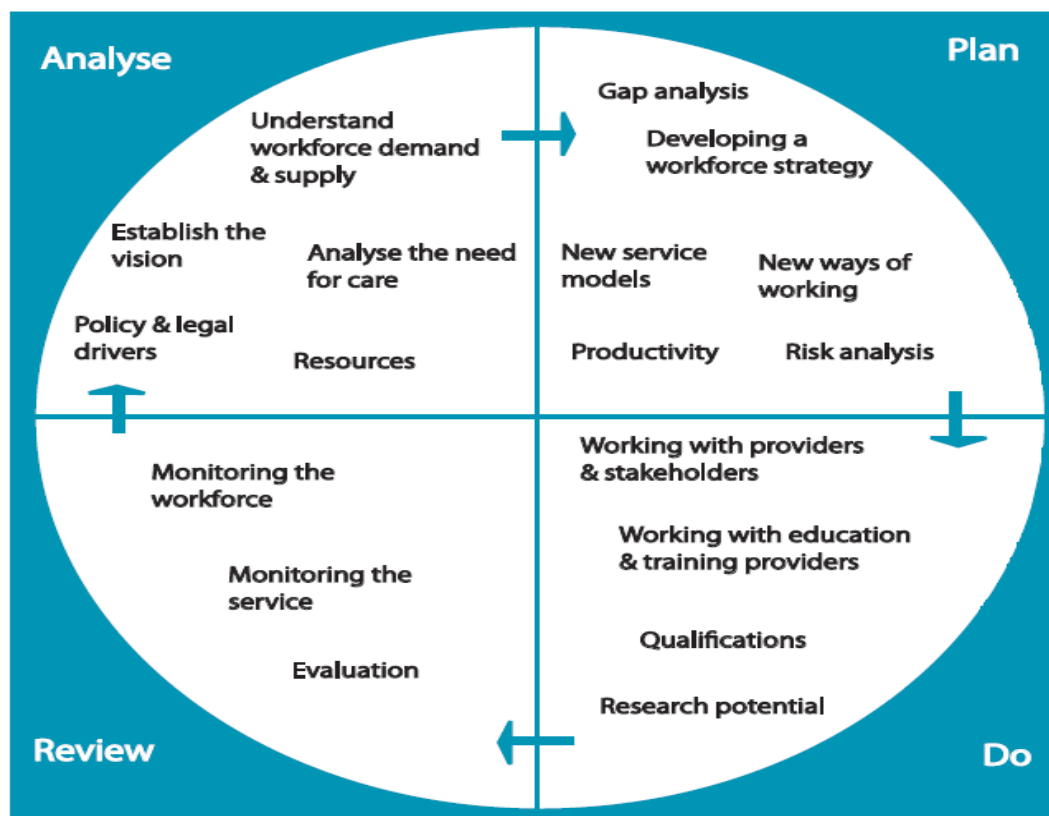 Analyse
Understand
workforce demand
& supply
Establish the
vision
Analyse the need
for care
Policy & legal
drivers
Resources
Plan
Gap analysis
Developing a
workforce strategy
New service
models
New ways of
working
Productivity
Risk analysis
Working with providers
& stakeholders
Working with education
& training providers
Qualifications
Research potential
Do
Monitoring the
workforce
Monitoring the
service
Evaluation
Review